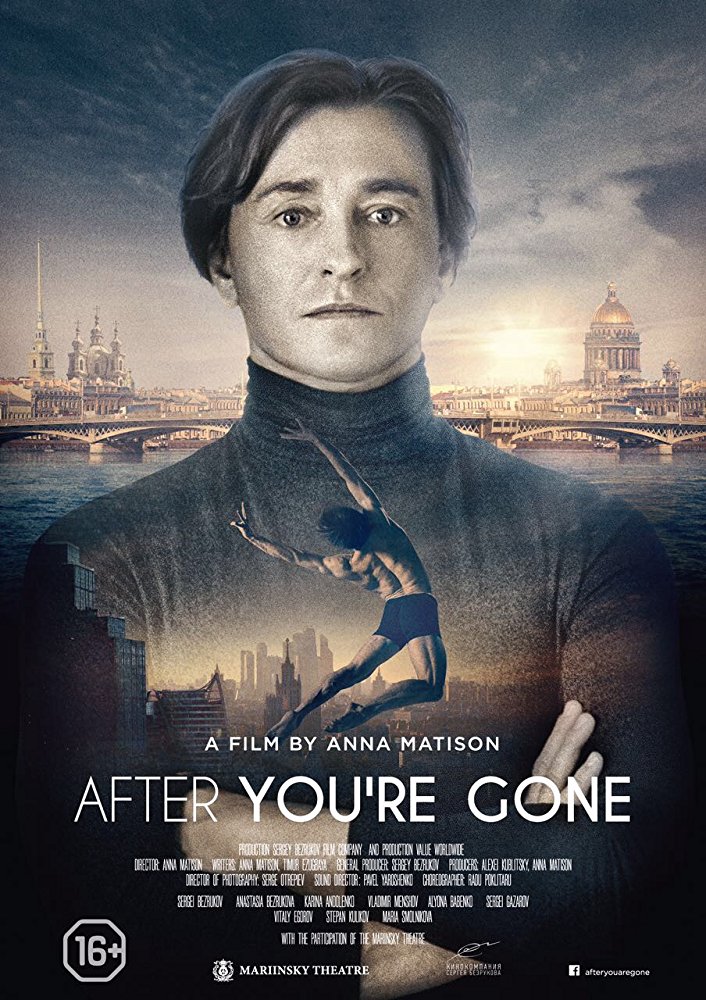 A FILM BY ANNA MATISON
AFTER YOU'RE GONE
PRODUCTION SERGEY BEZRUKOV FILM COMPANY AND PRODUCTION VALUE WORLDWIDE
DIRECTOR: ANNA MATISON WRITERS: ANNA MATISON, TIMUR EZUGBAYA GENERAL PRODUCER: SERGEY BEZRUKOV PRODUCERS: ALEXEI KUBLITSKY, ANNA MATISON
DIRECTOR OF PHOTOGRAPHY: SERGE OTREPIEV SOUND DIRECTOR: PAVEL YAROSHENKO CHOREOGRAPHER: RADU POKLITARU
SERGEI BEZRUKOV ANASTASIA BEZRUKOVA KARINA ANDOLENKO VLADIMIR MENSHOV ALYONA BABENKO SERGEI GAZAROV
VITALY EGOROV STEPAN KULIKOV MARIA SMOLNIKOVA
WITH THE PARTICIPATION OF THE MARIINSKY THEATRE
16+
MARIINSKY THEATRE
КИНОКОМПАНИЯ
СЕРГЕЯ БЕЗРУКОВА
afteryouaregone